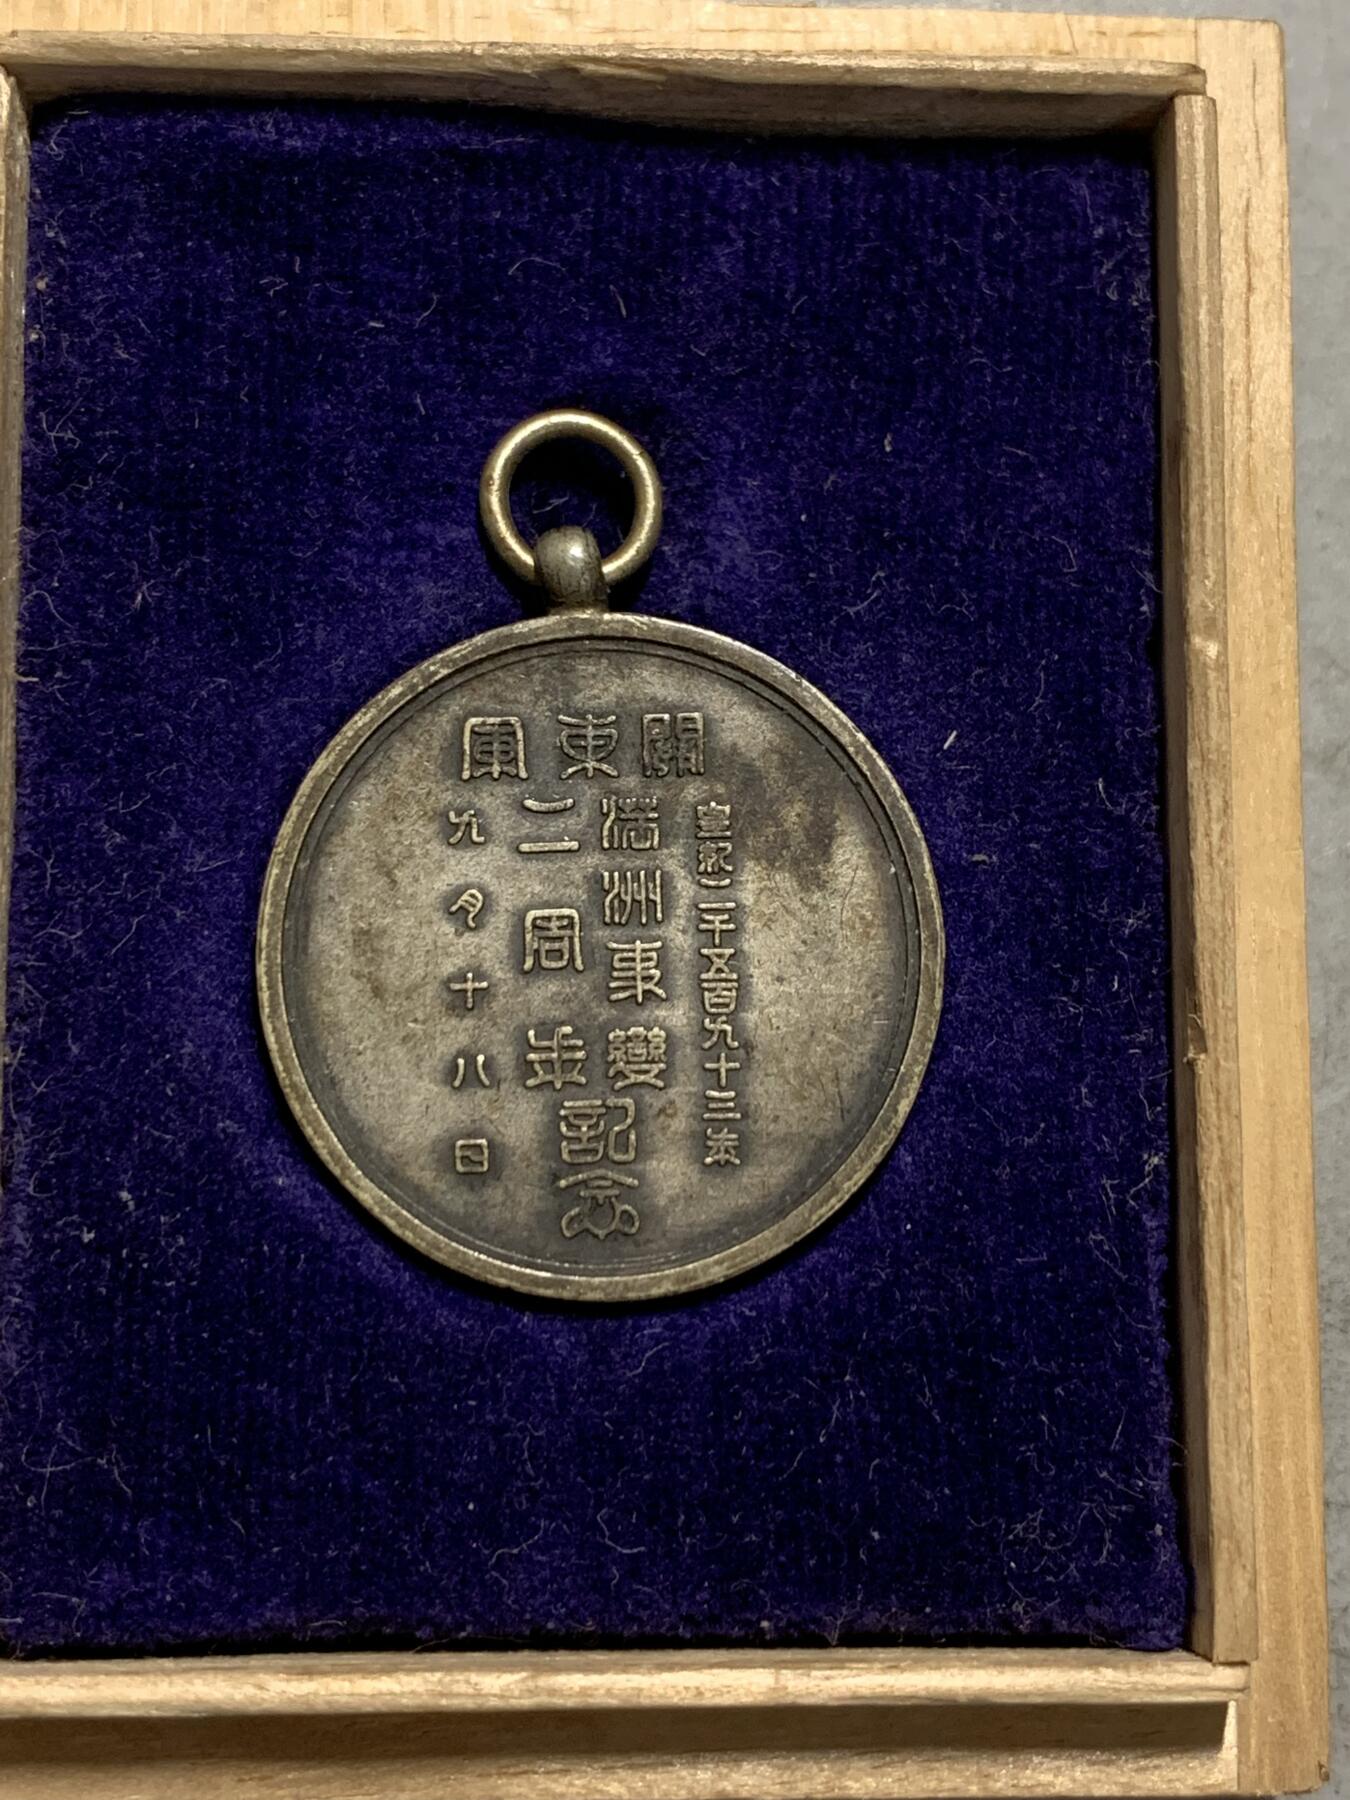 關東軍
皇紀二千五百九十三年
滿洲事變
二周年
記念
九月十八日